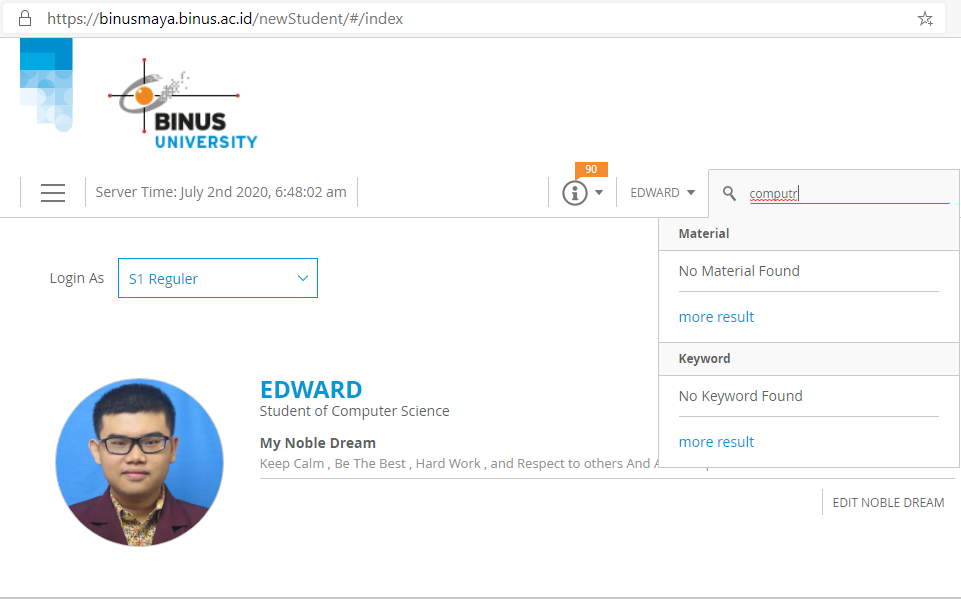 https://binusmaya.binus.ac.id/newStudent/#/index
BINUS
UNIVERSITY
90
Server Time: July 2nd 2020, 6:48:02 am
EDWARD
computr
Material
No Material Found
more result
Keyword
No Keyword Found
more result
Login As
S1 Reguler
EDWARD
Student of Computer Science
My Noble Dream
Keep Calm , Be The Best , Hard Work , and Respect to others And
EDIT NOBLE DREAM